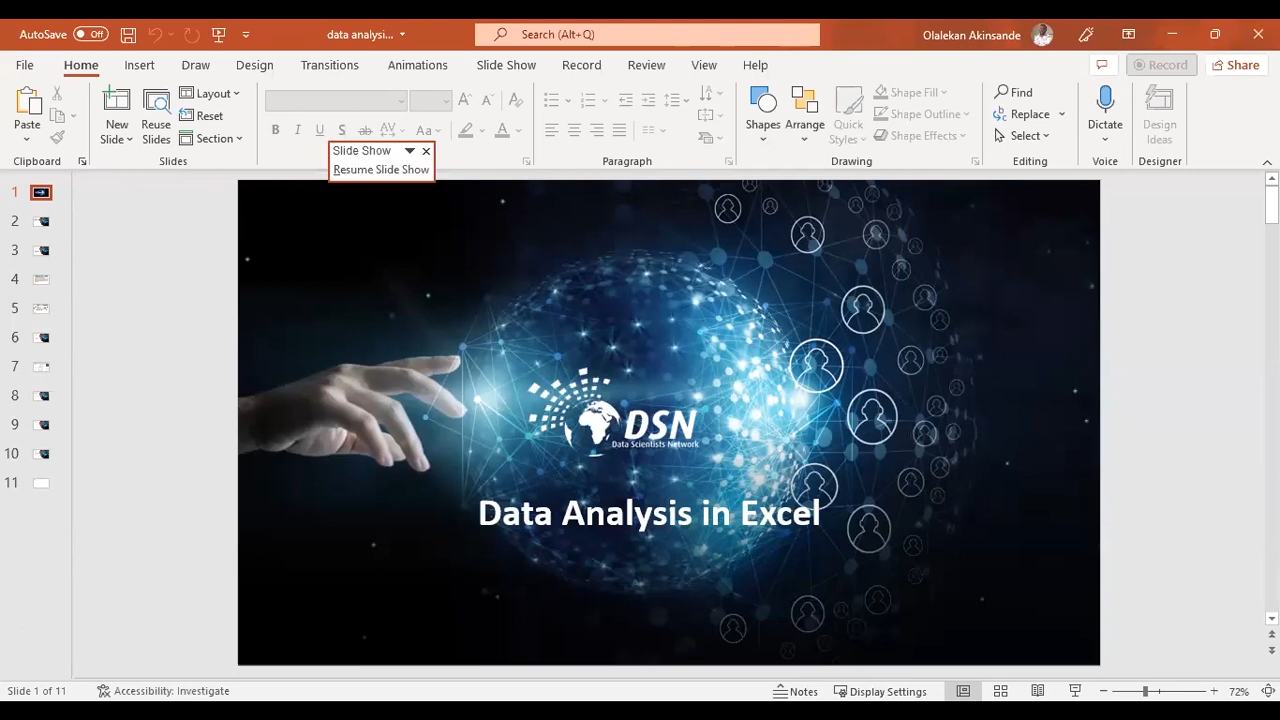 AutoSave Off data analysi... Search (Alt+Q) Olalekan Akinsande
File Home Insert Draw Design Transitions Animations Slide Show Record Review View Help Record Share
Paste
New Slide
Reuse Slides
Layout
Reset
Section
B I U S ab AV Aa A
Shapes
Arrange
Quick Styles
Shape Fill
Shape Outline
Shape Effects
Find
Replace
Select
Dictate
Design Ideas
Clipboard Slides Paragraph Drawing Editing Voice Designer
Slide Show
Resume Slide Show
1
2
3
4
5
6
7
8
9
10
11
DSN
Data Scientists Network
Data Analysis in Excel
Slide 1 of 11 Accessibility: Investigate Notes Display Settings 72%